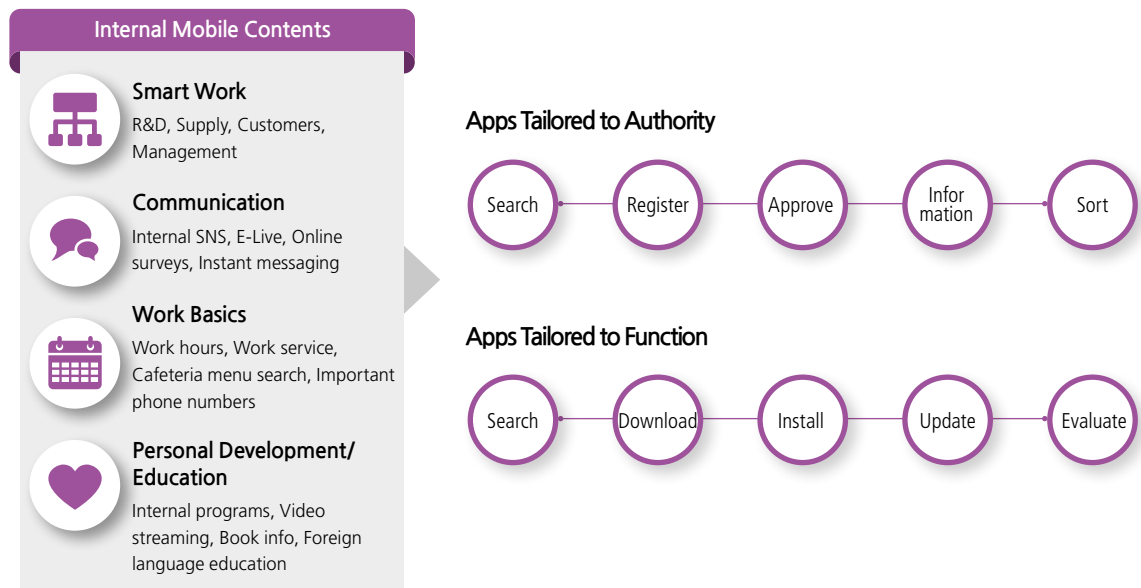 Internal Mobile Contents
Smart Work
R&D, Supply, Customers,
Management
Communication
Internal SNS, E-Live, Online
surveys, Instant messaging
Work Basics
Work hours, Work service,
Cafeteria menu search, Important
phone numbers
Personal Development/
Education
Internal programs, Video
streaming, Book info, Foreign
language education
Apps Tailored to Authority
Search
Register
Approve
Infor
mation
Sort
Apps Tailored to Function
Search
Download
Install
Update
Evaluate